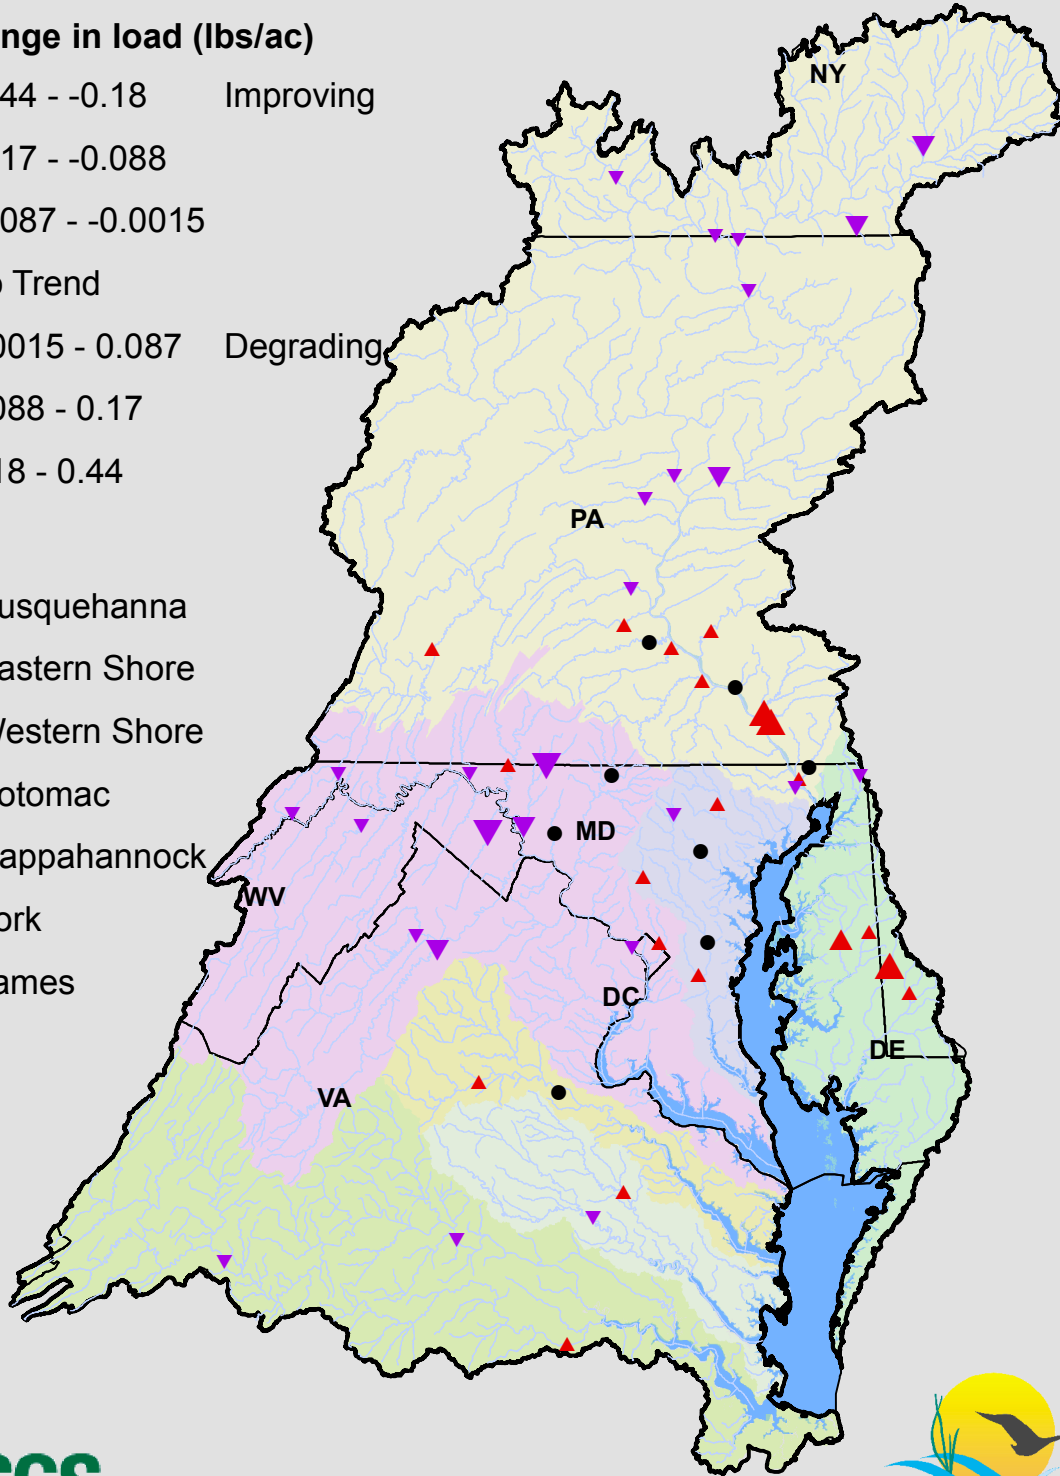 nge in load (lbs/ac)
44 - -0.18 Improving
17 - -0.088
087 - -0.0015
o Trend
0015 - 0.087 Degrading
088 - 0.17
18 - 0.44
usquehanna
astern Shore
Western Shore
otomac
appahannock
ork
ames
NY
PA
MD
WV
DC
DE
VA